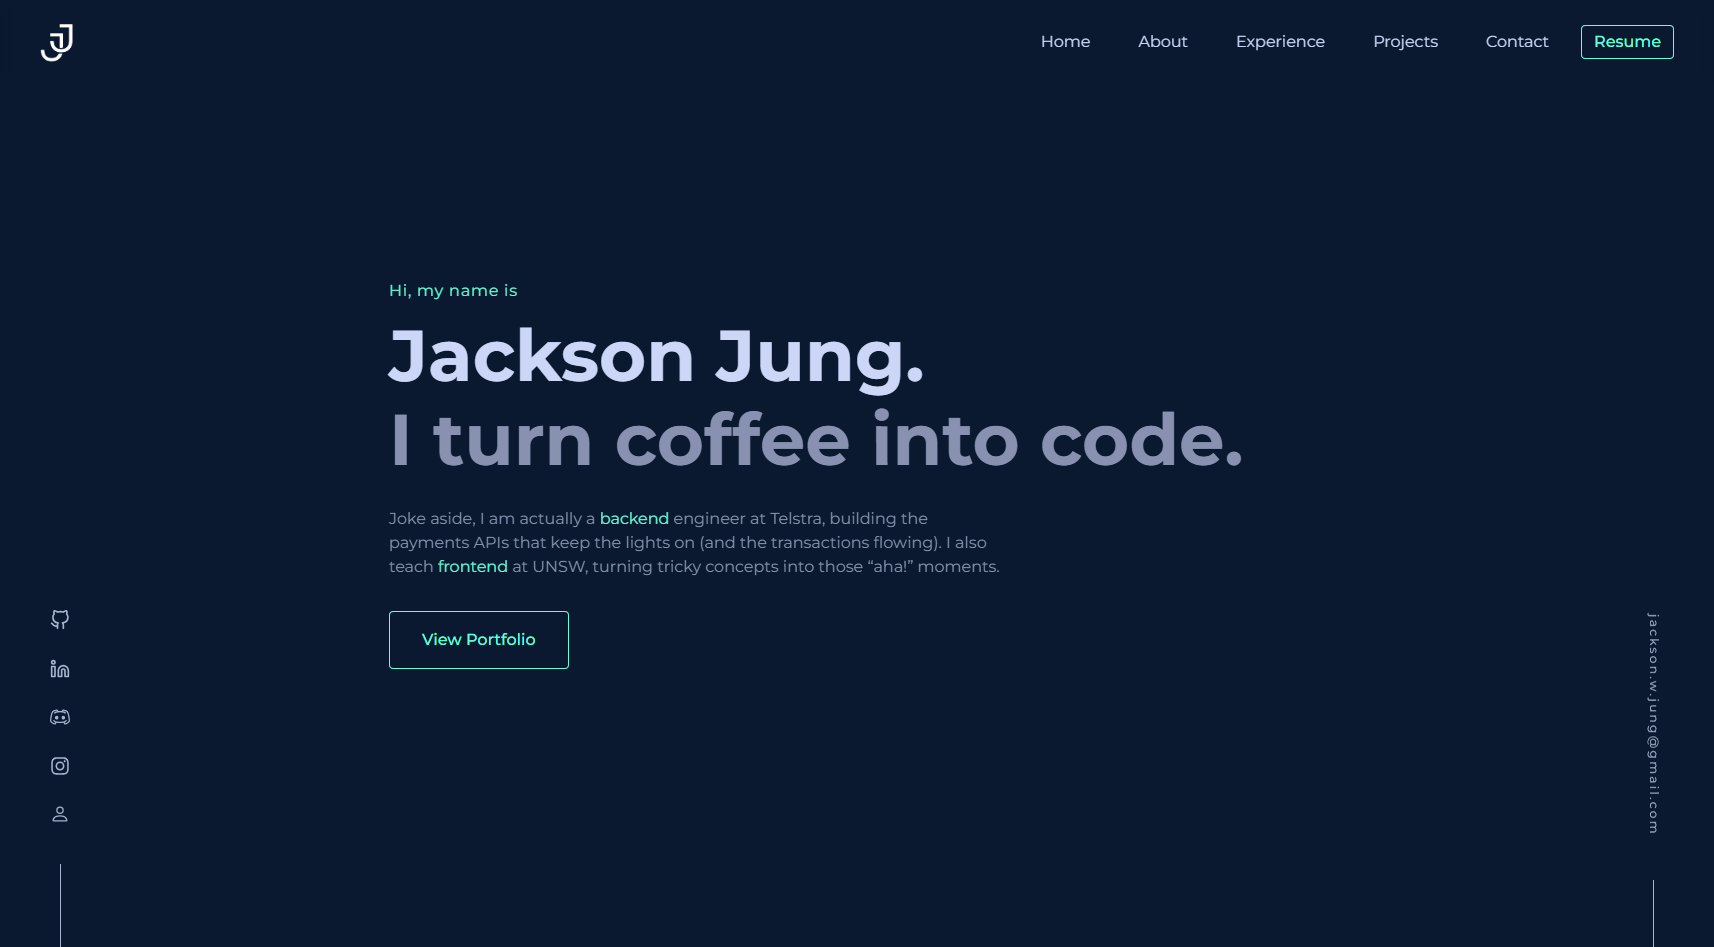 JJ
Home About Experience Projects Contact Resume
Hi, my name is
Jackson Jung.
I turn coffee into code.
Joke aside, I am actually a backend engineer at Telstra, building the
payments APIs that keep the lights on (and the transactions flowing). I also
teach frontend at UNSW, turning tricky concepts into those “aha!” moments.
View Portfolio
jackson.w.jung@gmail.com